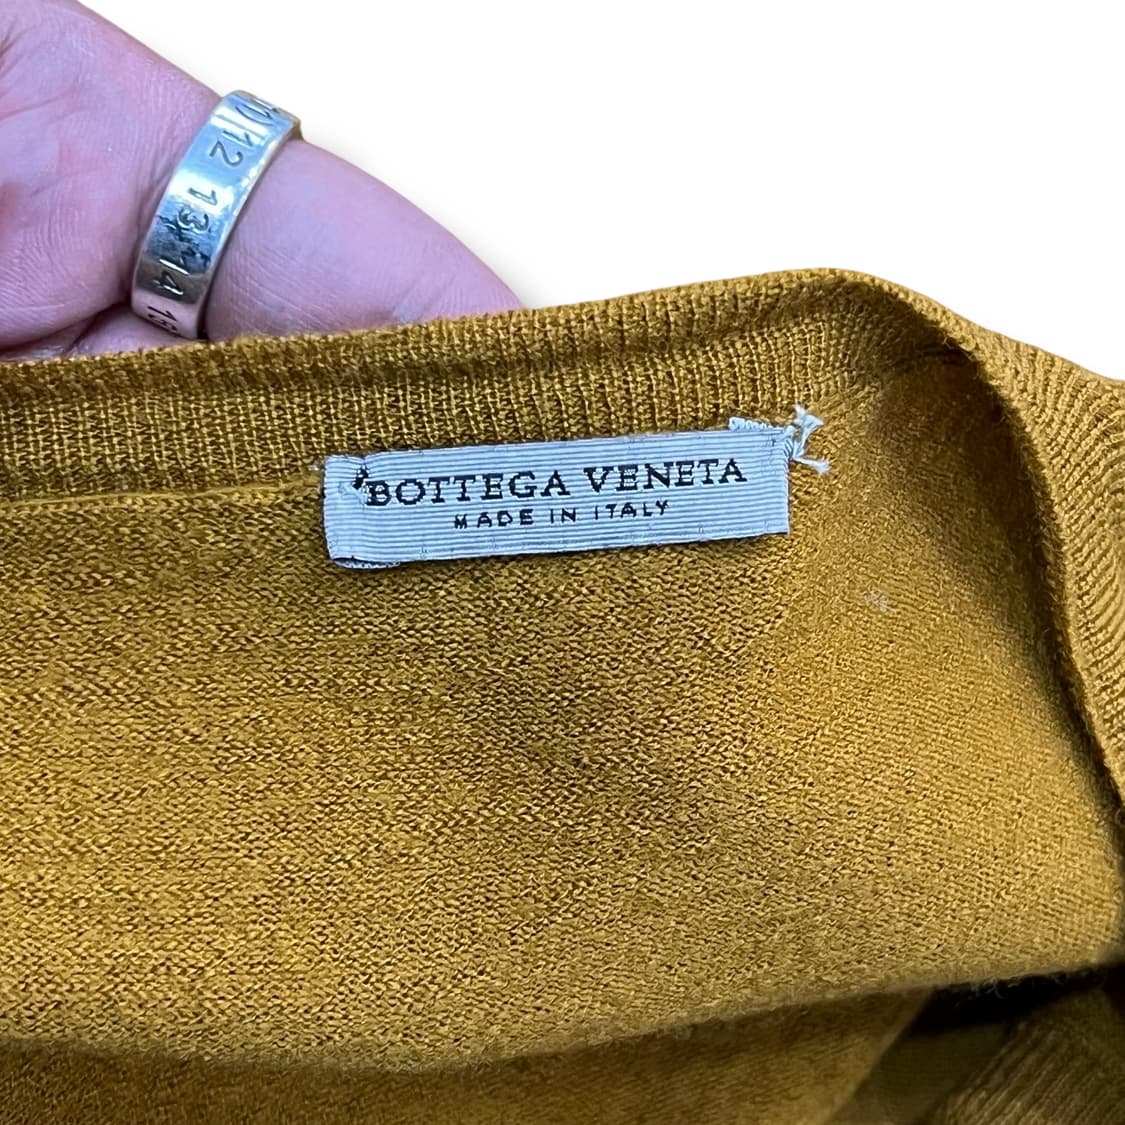 12 13 14
BOTTEGA VENETA
MADE IN ITALY